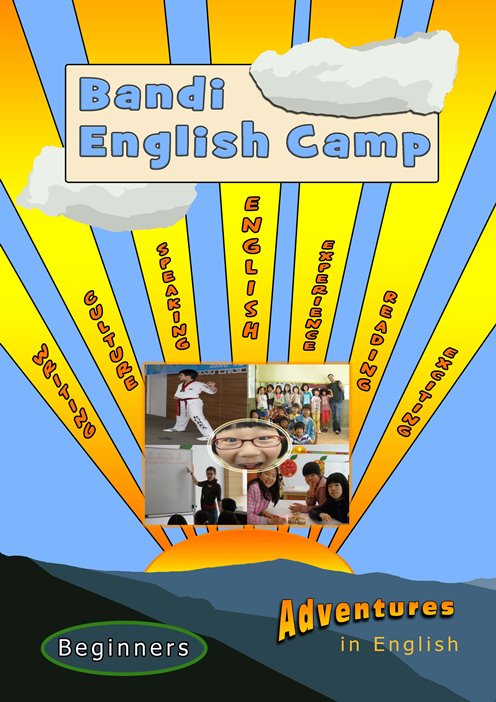 Bandi
English Camp
WRITING
CULTURE
SPEAKING
ENGLISH
EXPERIENCE
READING
EXCITING
Beginners
Adventures
in English